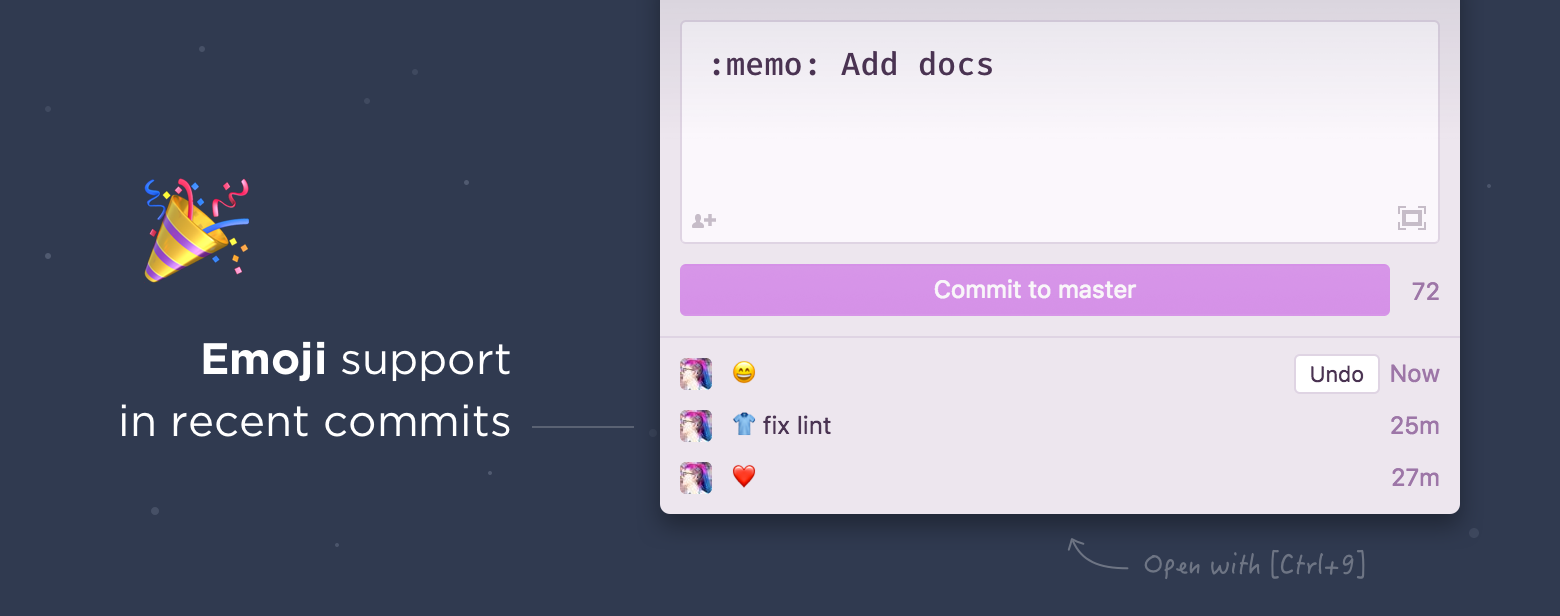 Emoji support
in recent commits
:memo: Add docs
Commit to master 72
😄 Undo Now
👕 fix lint 25m
❤️ 27m
Open with [Ctrl+9]